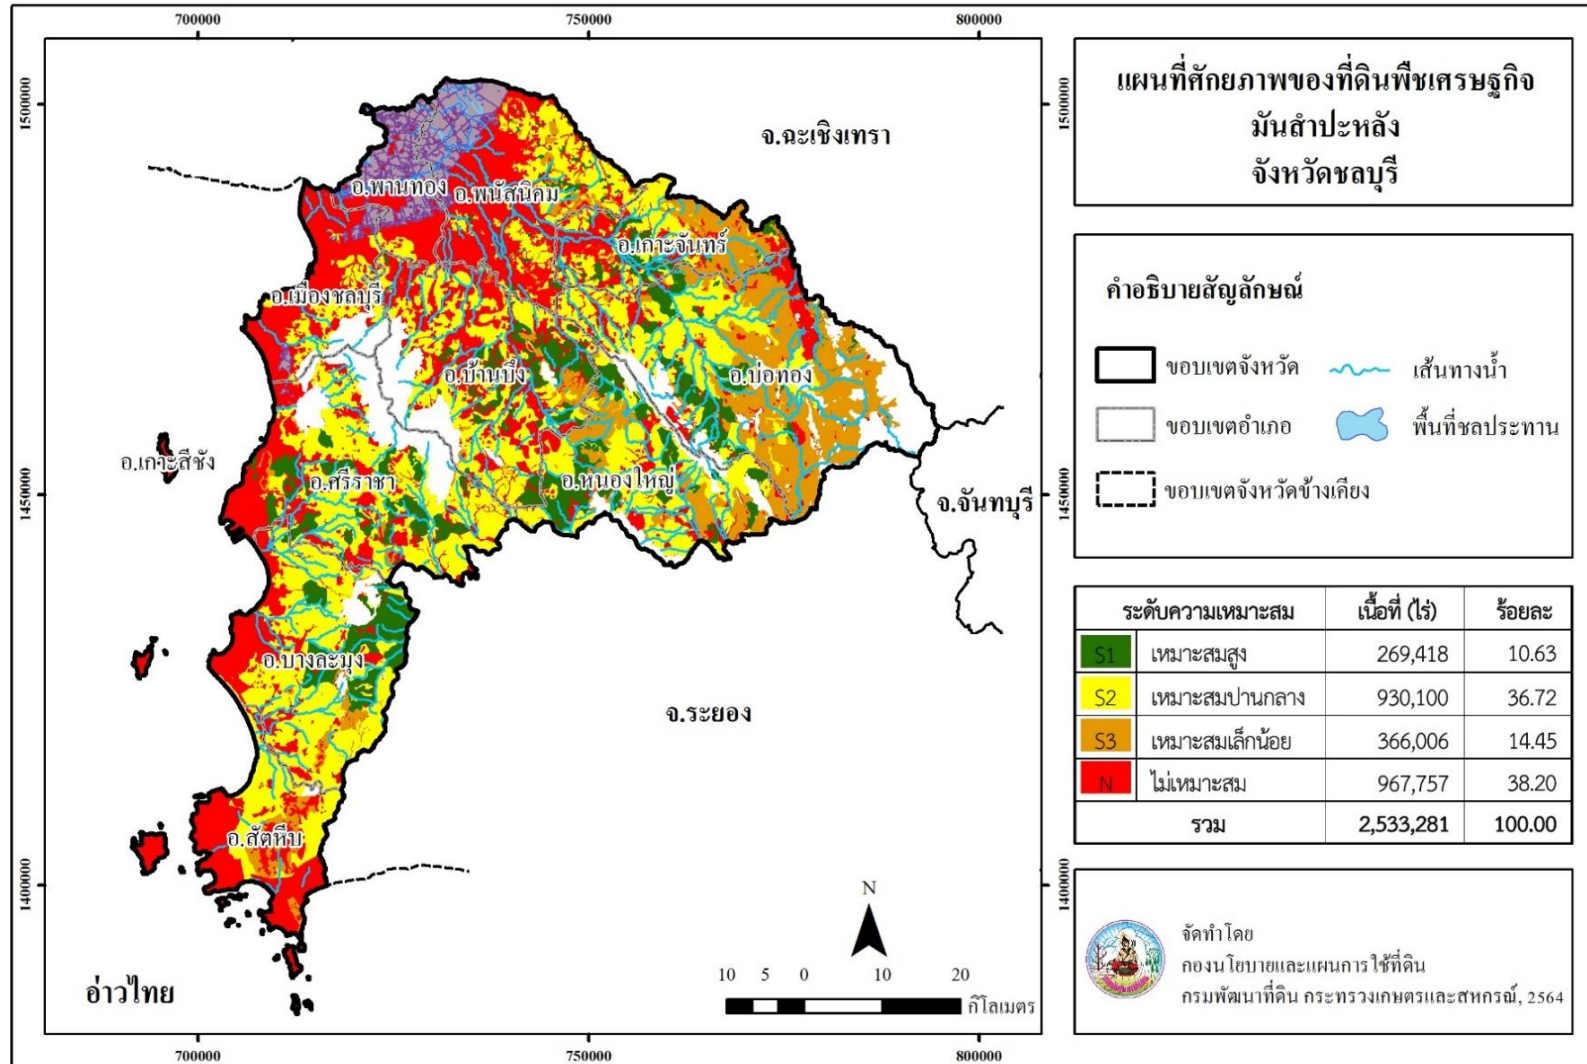 700000 750000 800000
แผนที่ศักยภาพของที่ดินพืชเศรษฐกิจ
มันสำปะหลัง
จังหวัดชลบุรี
1500000 1500000
จ.ฉะเชิงเทรา
อ.พานทอง
อ.พนัสนิคม
อ.เกาะจันทร์
อ.เมืองชลบุรี
อ.บ้านบึง
อ.บ่อทอง
อ.เกาะสีชัง
อ.ศรีราชา
อ.หนองใหญ่
จ.จันทบุรี
1450000 1450000
อ.บางละมุง
จ.ระยอง
อ.สัตหีบ
1400000 1400000
อ่าวไทย
N
10 5 0 10 20
กิโลเมตร
700000 750000 800000
คำอธิบายสัญลักษณ์
ขอบเขตจังหวัด เส้นทางน้ำ
ขอบเขตอำเภอ พื้นที่ชลประทาน
ขอบเขตจังหวัดข้างเคียง
ระดับความเหมาะสม เนื้อที่ (ไร่) ร้อยละ
S1 เหมาะสมสูง 269,418 10.63
S2 เหมาะสมปานกลาง 930,100 36.72
S3 เหมาะสมเล็กน้อย 366,006 14.45
N ไม่เหมาะสม 967,757 38.20
รวม 2,533,281 100.00
จัดทำโดย
กองนโยบายและแผนการใช้ที่ดิน
กรมพัฒนาที่ดิน กระทรวงเกษตรและสหกรณ์, 2564